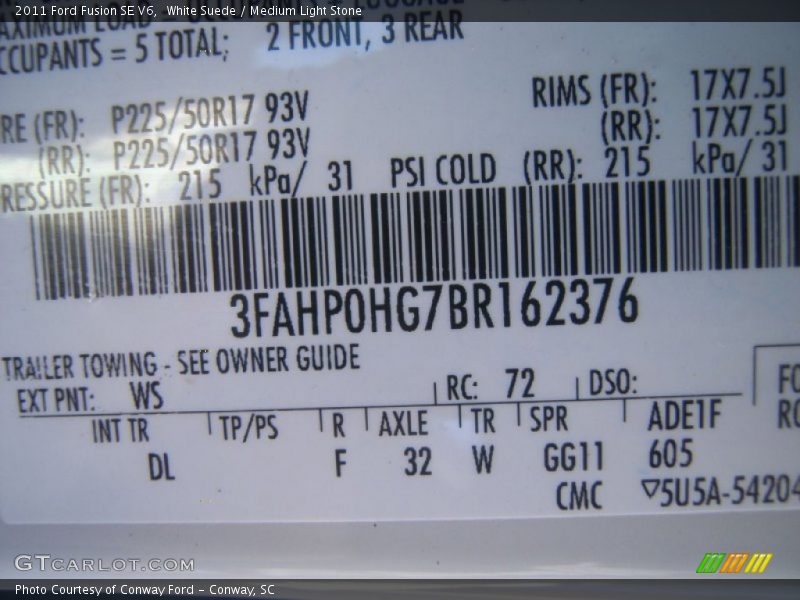 2011 Ford Fusion SE V6, White Suede / Medium Light Stone
CCUPANTS = 5 TOTAL; 2 FRONT, 3 REAR
RE (FR): P225/50R17 93V RIMS (FR): 17X7.5J
(RR): P225/50R17 93V (RR): 17X7.5J
RESSURE (FR): 215 kPa/ 31 PSI COLD (RR): 215 kPa/ 31
3FAHP0HG7BR162376
TRAILER TOWING - SEE OWNER GUIDE
EXT PNT: WS RC: 72 DSO:
INT TR TP/PS R AXLE TR SPR ADE1F
DL F 32 W GG11 605
CMC ▽5U5A-54204
GTCARLOT.COM
Photo Courtesy of Conway Ford – Conway, SC